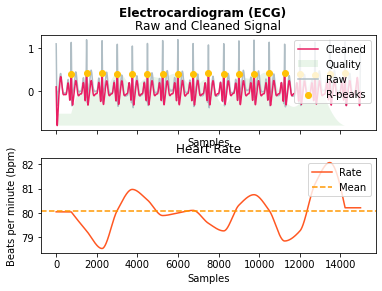 Electrocardiogram (ECG)
Raw and Cleaned Signal
1
0
Cleaned
Quality
Raw
R-peaks
Samples
Heart Rate
Beats per minute (bpm)
82
81
80
79
Rate
Mean
0 2000 4000 6000 8000 10000 12000 14000
Samples